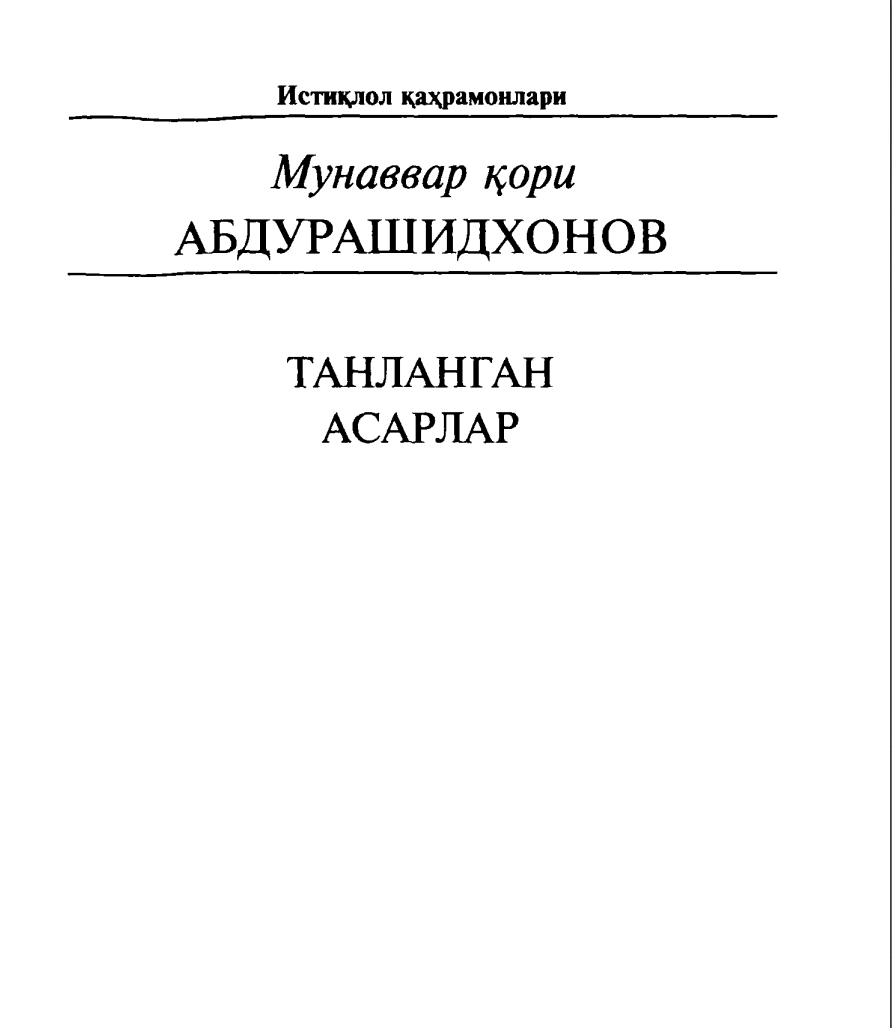 Истиқлол қаҳрамонлари
Мунаввар қори
АБДУРАШИДХОНОВ
ТАНЛАНГАН
АСАРЛАР